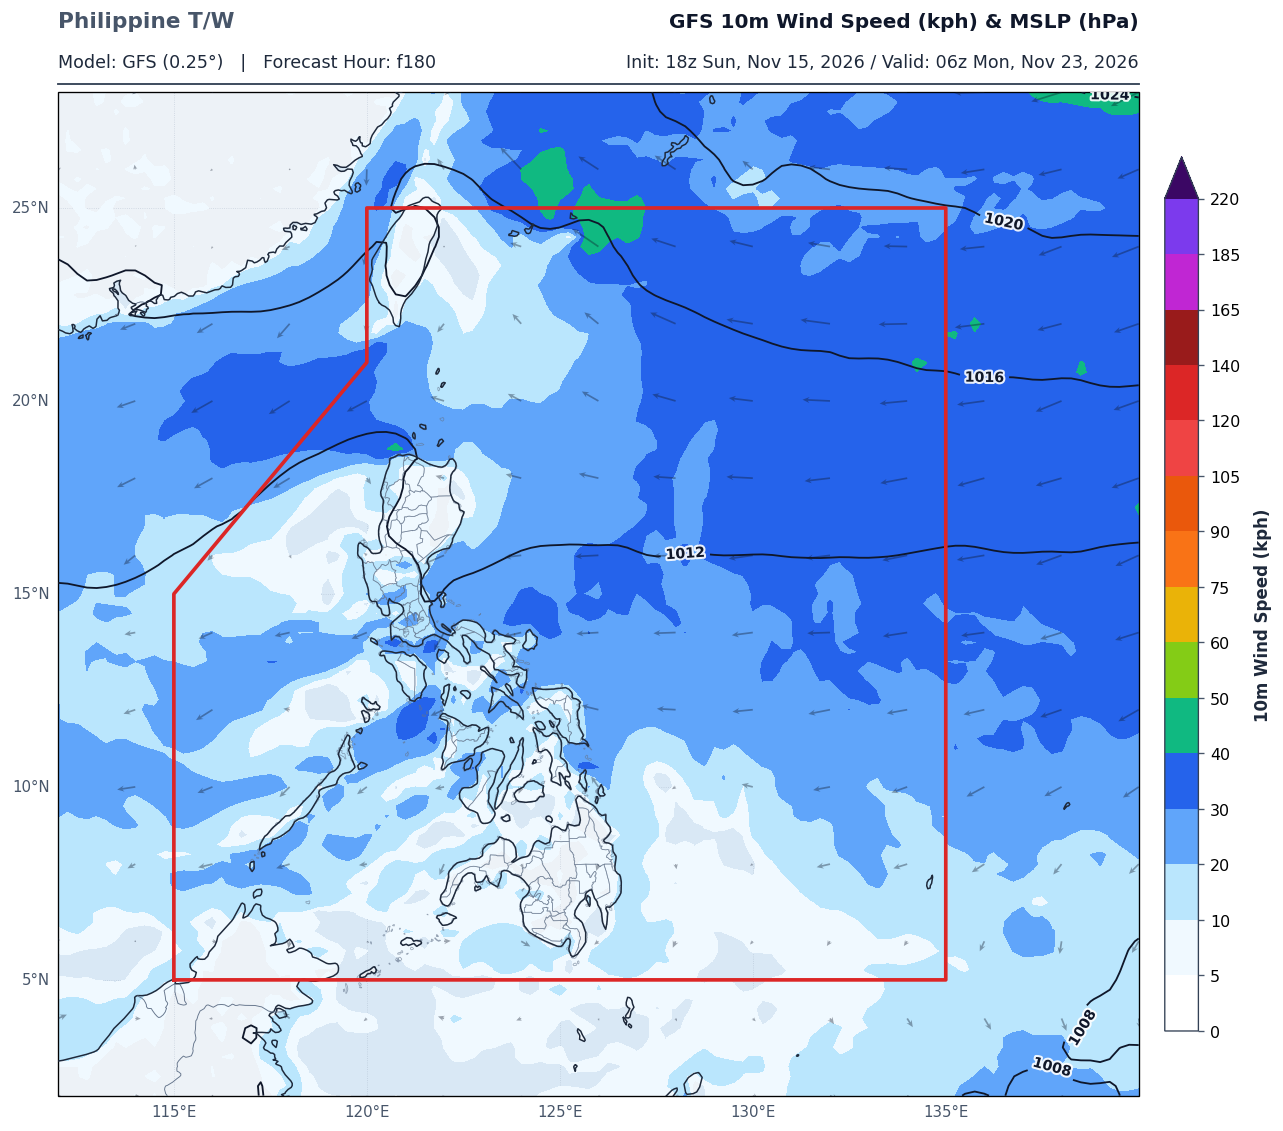 Philippine T/W
GFS 10m Wind Speed (kph) & MSLP (hPa)
Model: GFS (0.25°) | Forecast Hour: f180
Init: 18z Sun, Nov 15, 2026 / Valid: 06z Mon, Nov 23, 2026
1024
1020
1016
1012
1008
1008
25°N
20°N
15°N
10°N
5°N
115°E
120°E
125°E
130°E
135°E
220
185
165
140
120
105
90
75
60
50
40
30
20
10
5
0
10m Wind Speed (kph)